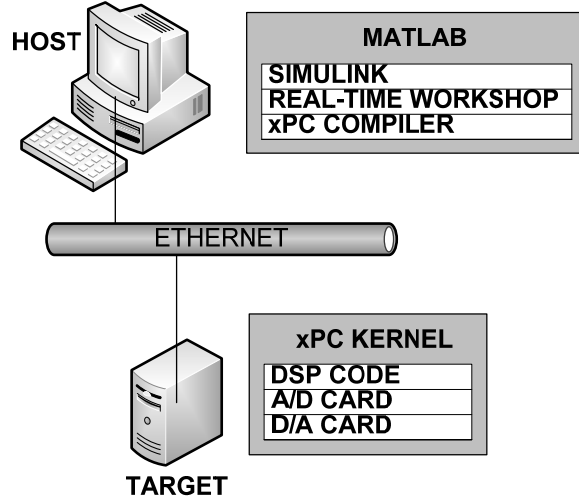 HOST
MATLAB
SIMULINK
REAL-TIME WORKSHOP
xPC COMPILER
ETHERNET
xPC KERNEL
DSP CODE
A/D CARD
D/A CARD
TARGET